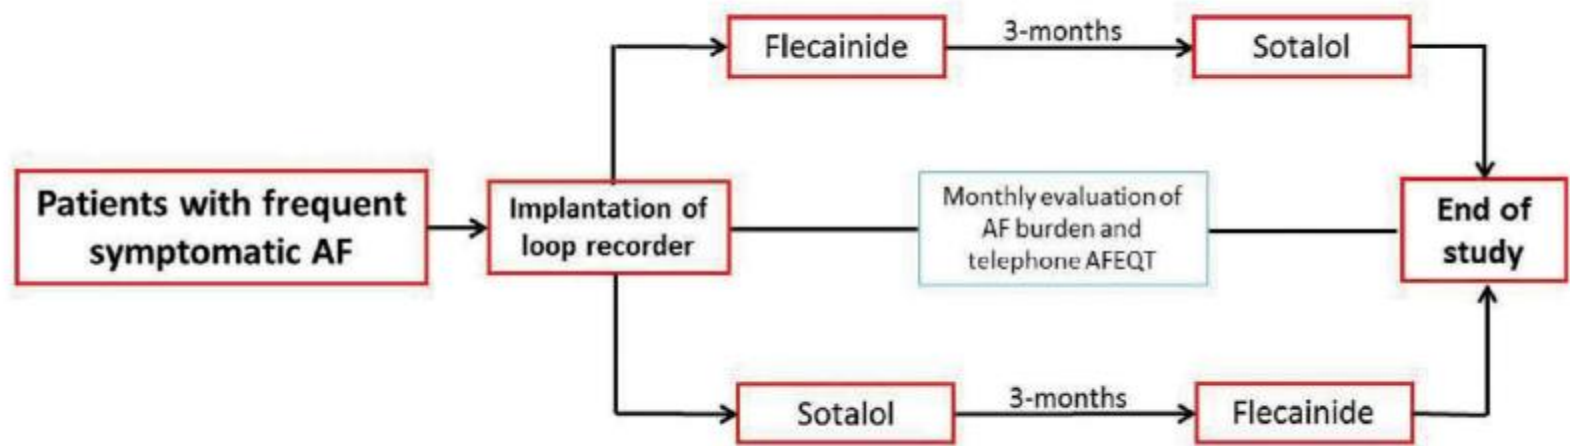 Flecainide
3-months
Sotalol
Patients with frequent
symptomatic AF
Implantation of
loop recorder
Monthly evaluation of
AF burden and
telephone AFEQT
End of
study
Sotalol
3-months
Flecainide